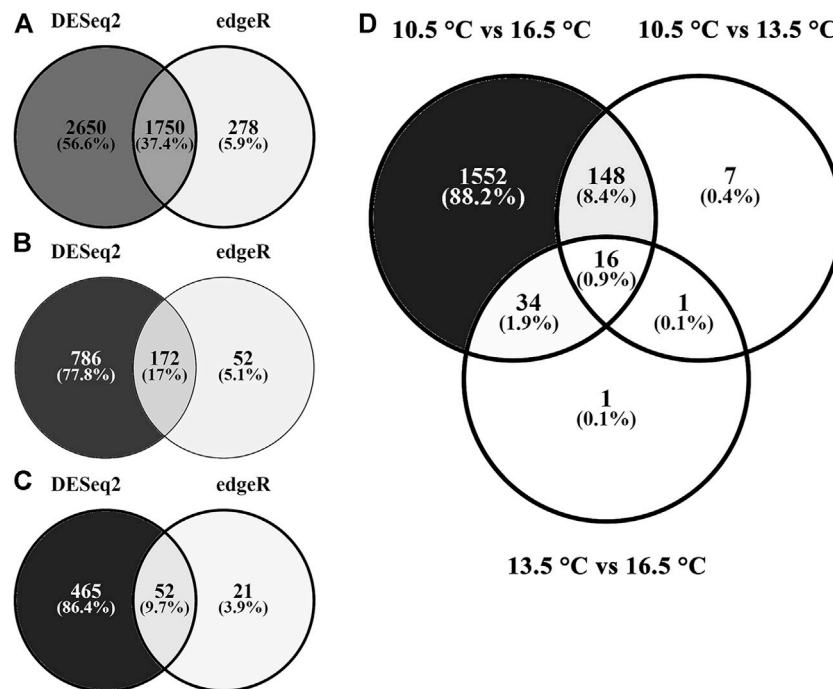 A
DESeq2 edgeR
2650 1750 278
(56.6%) (37.4%) (5.9%)
B
DESeq2 edgeR
786 172 52
(77.8%) (17%) (5.1%)
C
DESeq2 edgeR
465 52 21
(86.4%) (9.7%) (3.9%)
D
10.5 °C vs 16.5 °C 10.5 °C vs 13.5 °C
1552 148 7
(88.2%) (8.4%) (0.4%)
16
(0.9%)
34 1
(1.9%) (0.1%)
1
(0.1%)
13.5 °C vs 16.5 °C